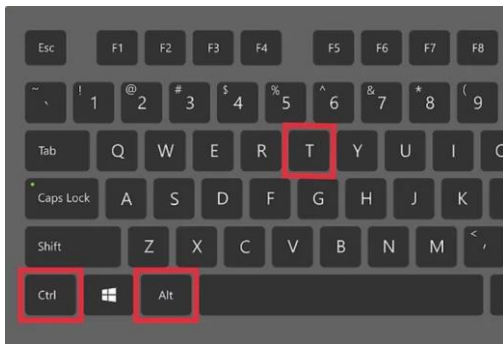 Esc F1 F2 F3 F4 F5 F6 F7 F8
~ ` ! 1 @ 2 # 3 $ 4 % 5 ^ 6 & 7 * 8 ( 9
Tab Q W E R T Y U I
Caps Lock A S D F G H J K
Shift Z X C V B N M < ,
Ctrl Alt